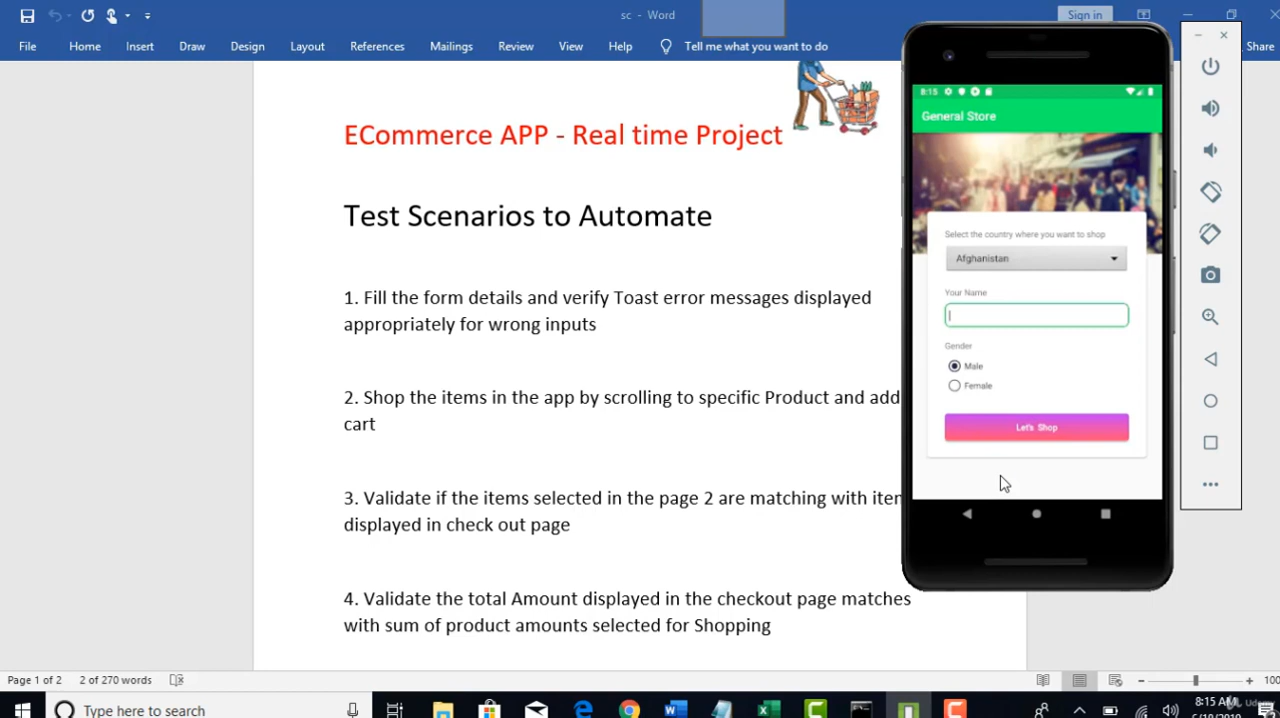 sc - Word
Sign in
File Home Insert Draw Design Layout References Mailings Review View Help Tell me what you want to do Share
ECommerce APP - Real time Project
Test Scenarios to Automate
1. Fill the form details and verify Toast error messages displayed
appropriately for wrong inputs
2. Shop the items in the app by scrolling to specific Product and add
cart
3. Validate if the items selected in the page 2 are matching with
displayed in check out page
4. Validate the total Amount displayed in the checkout page matches
with sum of product amounts selected for Shopping
8:15
General Store
Select the country where you want to shop
Afghanistan
Your Name
Gender
Male
Female
Let's Shop
Page 1 of 2 2 of 270 words
100
Type here to search
8:15 AM